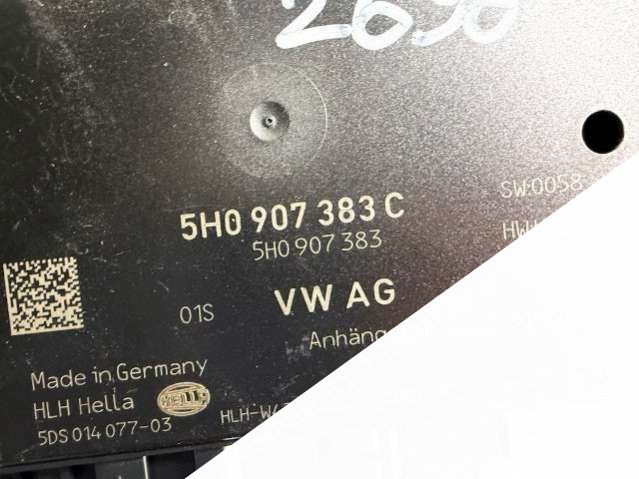 2690
SW:0058
5H0 907 383 C
5H0 907 383
01S
VW AG
Made in Germany
HLH Hella
HELLA
5DS 014 077-03